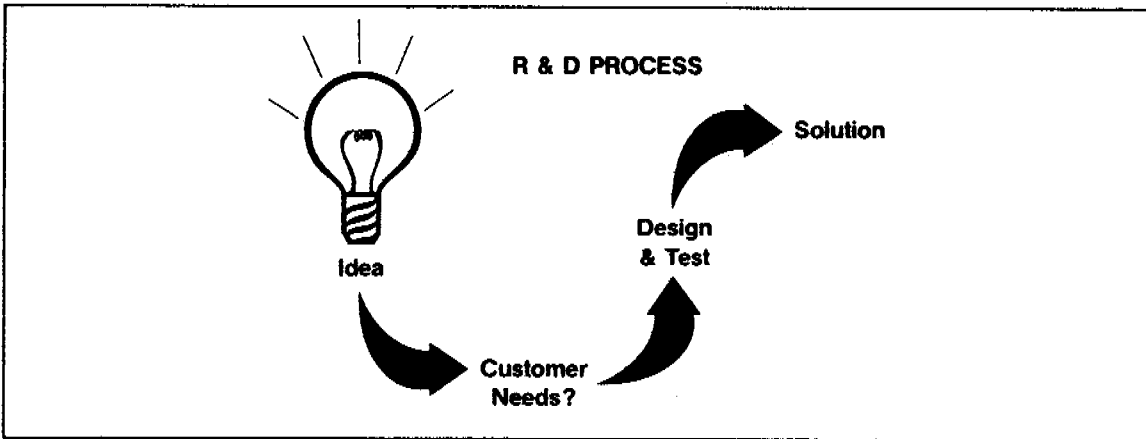 R & D PROCESS
Idea
Customer
Needs?
Design
& Test
Solution